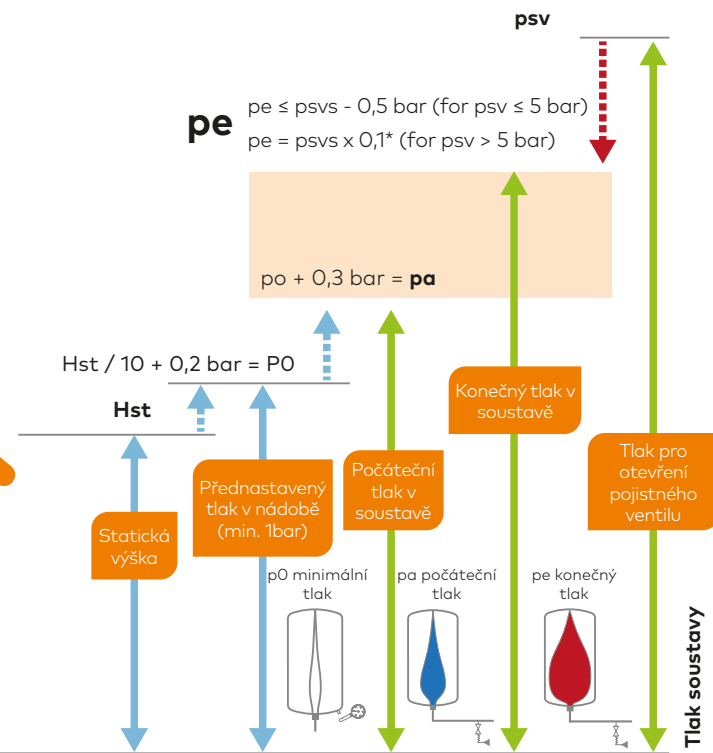 psv
pe
pe ≤ psvs - 0,5 bar (for psv ≤ 5 bar)
pe = psvs x 0,1* (for psv > 5 bar)
po + 0,3 bar = pa
Hst / 10 + 0,2 bar = P0
Hst
Konečný tlak v
soustavě
Tlak pro
otevření
pojistného
ventilu
Počáteční
tlak v
soustavě
Přednastavený
tlak v nádobě
(min. 1bar)
Statická
výška
p0 minimální
tlak
pa počáteční
tlak
pe konečný
tlak
Tlak soustavy